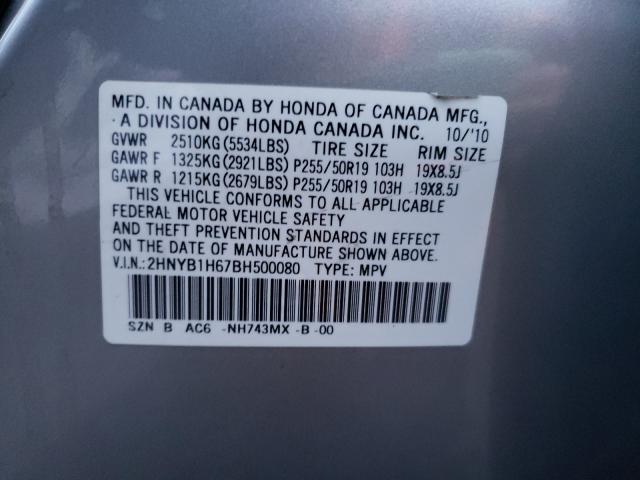 MFD. IN CANADA BY HONDA OF CANADA MFG.,
A DIVISION OF HONDA CANADA INC. 10/'10
GVWR 2510KG(5534LBS) TIRE SIZE RIM SIZE
GAWR F 1325KG(2921LBS) P255/50R19 103H 19X8.5J
GAWR R 1215KG(2679LBS) P255/50R19 103H 19X8.5J
THIS VEHICLE CONFORMS TO ALL APPLICABLE
FEDERAL MOTOR VEHICLE SAFETY
AND THEFT PREVENTION STANDARDS IN EFFECT
ON THE DATE OF MANUFACTURE SHOWN ABOVE.
V.I.N.:2HNYB1H67BH500080 TYPE: MPV
SZN B AC6 -NH743MX -B -00